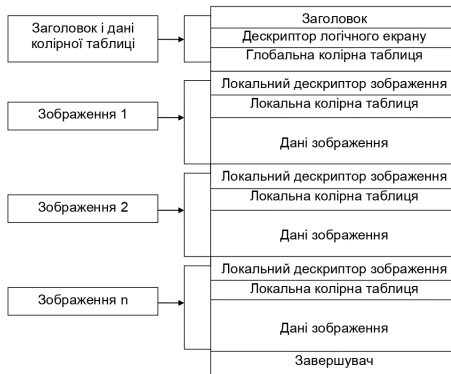 Заголовок і дані
колірної таблиці
Заголовок
Дескриптор логічного екрану
Глобальна колірна таблиця
Зображення 1
Локальний дескриптор зображення
Локальна колірна таблиця
Дані зображення
Зображення 2
Локальний дескриптор зображення
Локальна колірна таблиця
Дані зображення
Зображення n
Локальний дескриптор зображення
Локальна колірна таблиця
Дані зображення
Завершувач